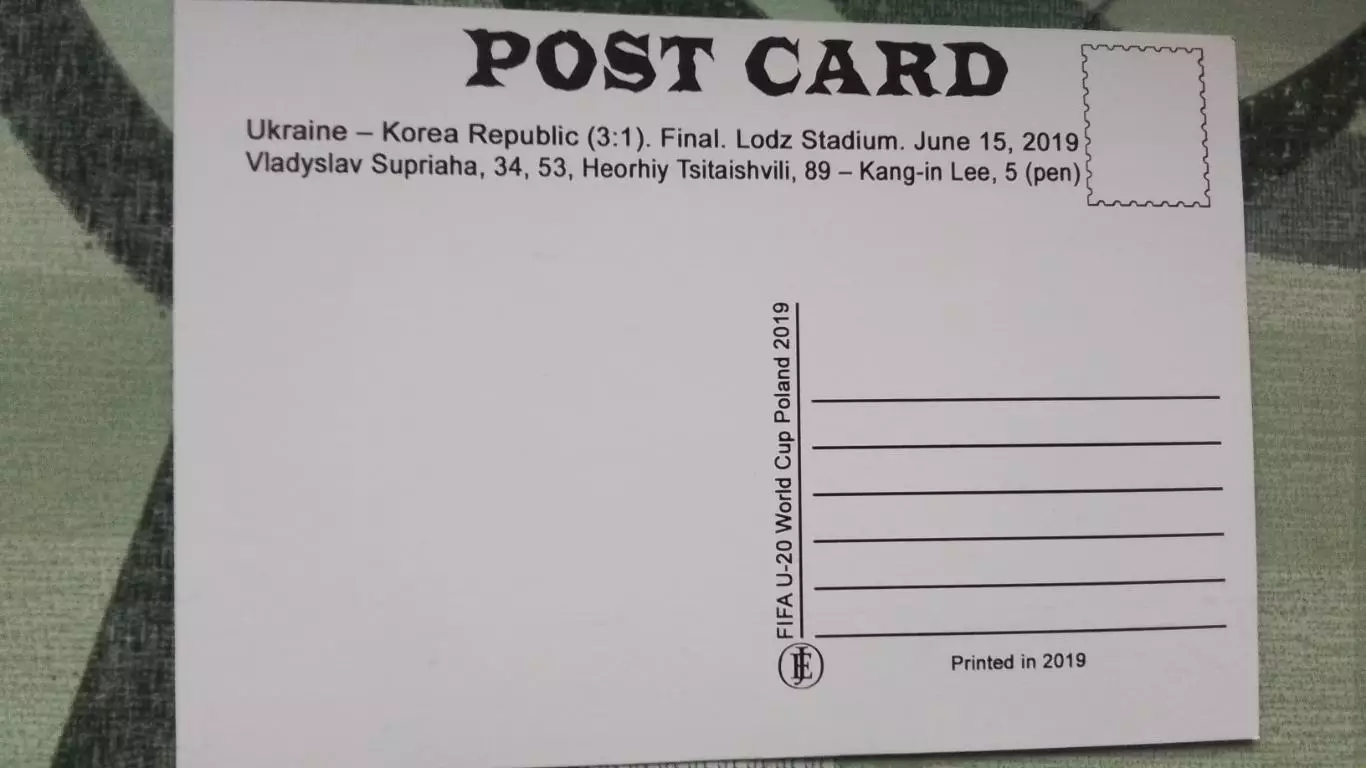 POST CARD
Ukraine – Korea Republic (3:1). Final. Lodz Stadium. June 15, 2019
Vladyslav Supriaha, 34, 53, Heorhiy Tsitaishvili, 89 – Kang-in Lee, 5 (pen)
FIFA U-20 World Cup Poland 2019
Printed in 2019